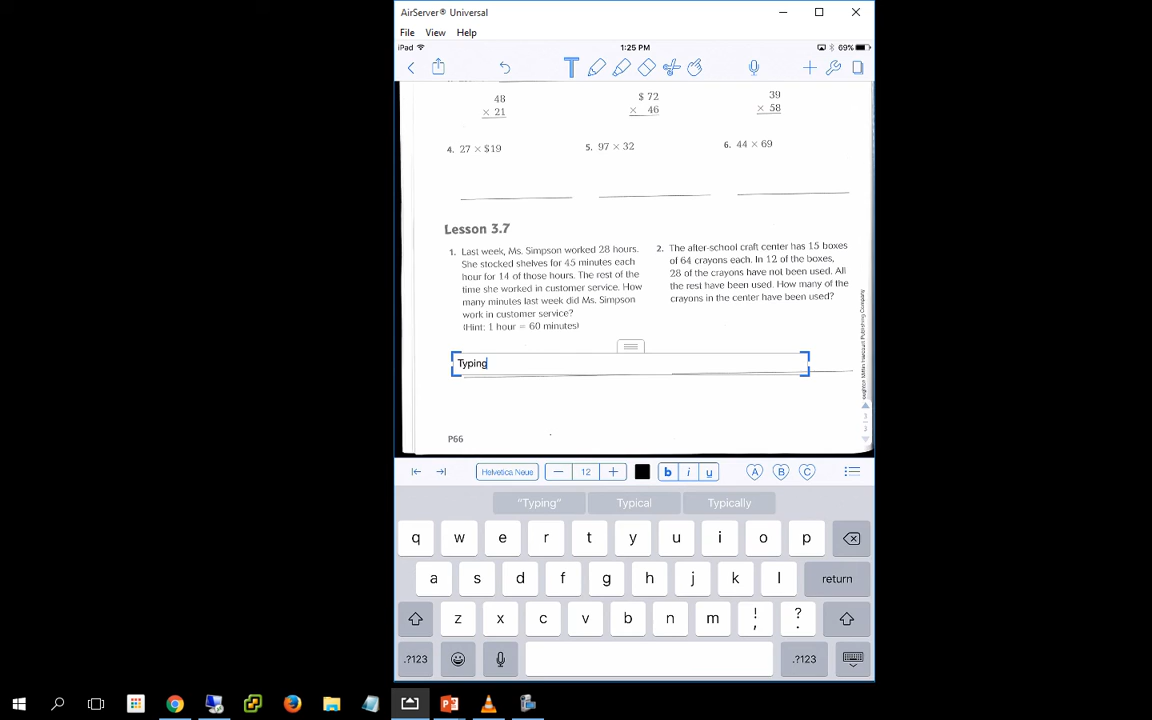 AirServer® Universal
File View Help
iPad 1:25 PM 69%
T
48 $ 72 39
× 21 × 46 × 58
4. 27 × $19 5. 97 × 32 6. 44 × 69
Lesson 3.7
1. Last week, Ms. Simpson worked 28 hours.
She stocked shelves for 45 minutes each
hour for 14 of those hours. The rest of the
time she worked in customer service. How
many minutes last week did Ms. Simpson
work in customer service?
(Hint: 1 hour = 60 minutes)
2. The after-school craft center has 15 boxes
of 64 crayons each. In 12 of the boxes,
28 of the crayons have not been used. All
the rest have been used. How many of the
crayons in the center have been used?
Harcourt Publishing Company
Typing
P66
3
3
Helvetica Neue − 12 + b i u A B C
"Typing" Typical Typically
q w e r t y u i o p
a s d f g h j k l return
z x c v b n m ! , ? .
.?123 .?123